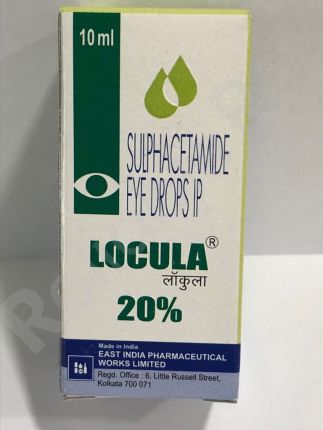 10 ml
SULPHACETAMIDE
EYE DROPS IP
LOCULA®
लॉकुला
20%
Made in India
EAST INDIA PHARMACEUTICAL
WORKS LIMITED
Regd. Office : 6, Little Russell Street,
Kolkata 700 071